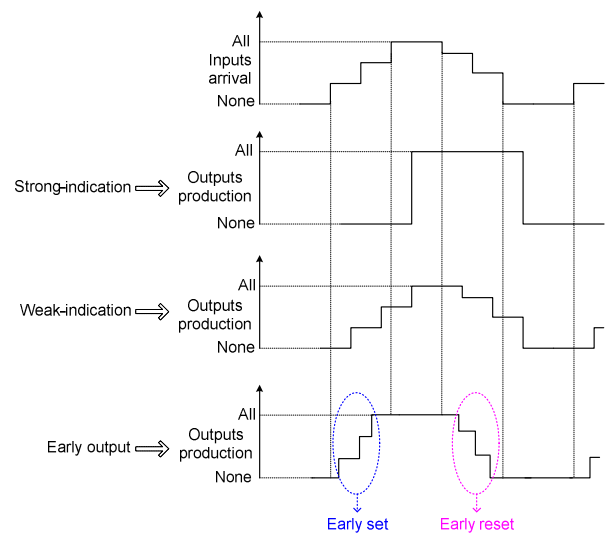 All
Inputs
arrival
None
All
Strong-indication
Outputs
production
None
All
Weak-indication
Outputs
production
None
All
Early output
Outputs
production
None
Early set
Early reset